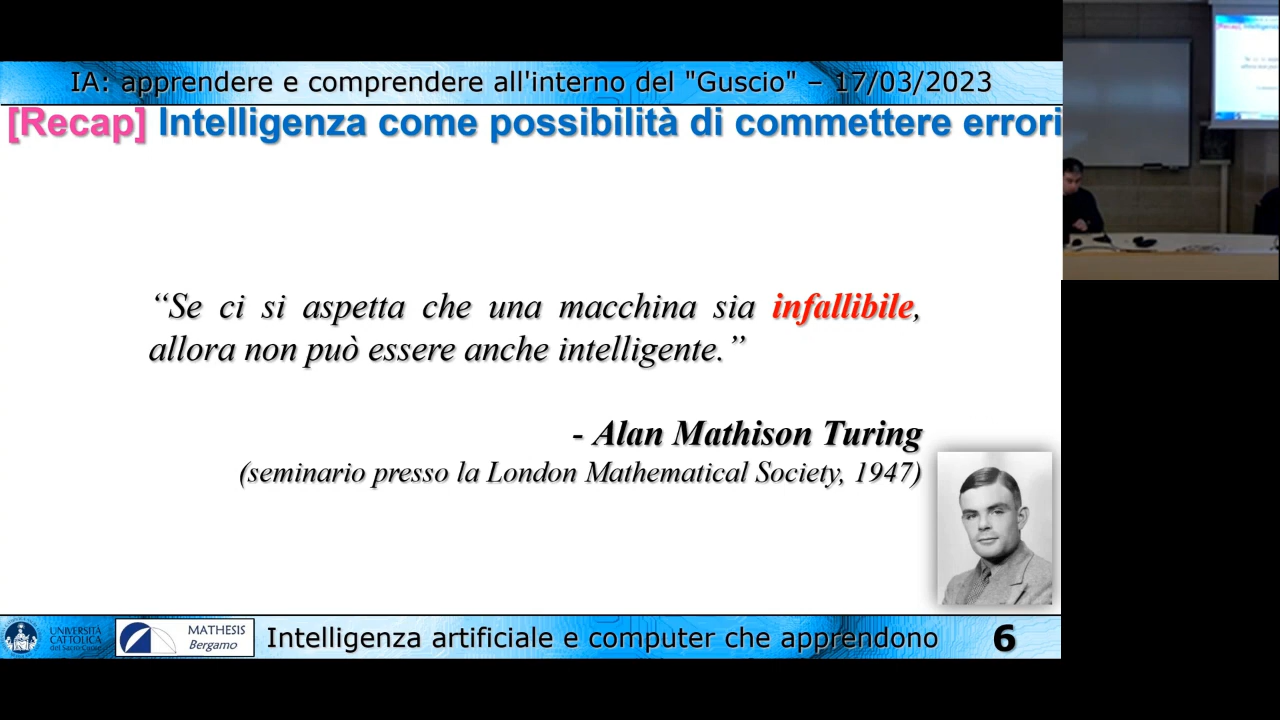 IA: apprendere e comprendere all'interno del "Guscio" – 17/03/2023
[Recap] Intelligenza come possibilità di commettere errori
“Se ci si aspetta che una macchina sia infallibile,
allora non può essere anche intelligente.”
- Alan Mathison Turing
(seminario presso la London Mathematical Society, 1947)
UNIVERSITÀ
CATTOLICA
del Sacro Cuore
MATHESIS
Bergamo
Intelligenza artificiale e computer che apprendono
6